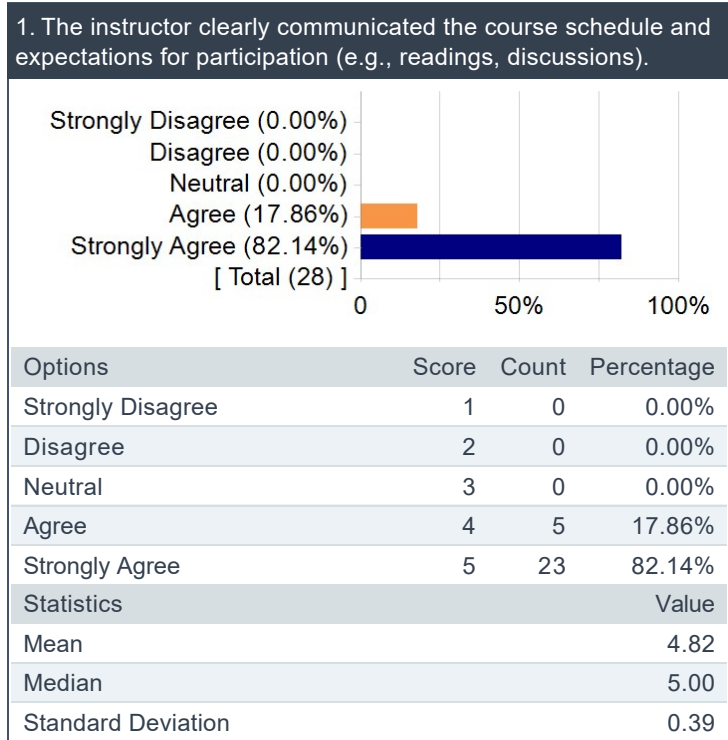 1. The instructor clearly communicated the course schedule and
expectations for participation (e.g., readings, discussions).
Strongly Disagree (0.00%)
Disagree (0.00%)
Neutral (0.00%)
Agree (17.86%)
Strongly Agree (82.14%)
[ Total (28) ]
0 50% 100%
Options Score Count Percentage
Strongly Disagree 1 0 0.00%
Disagree 2 0 0.00%
Neutral 3 0 0.00%
Agree 4 5 17.86%
Strongly Agree 5 23 82.14%
Statistics Value
Mean 4.82
Median 5.00
Standard Deviation 0.39